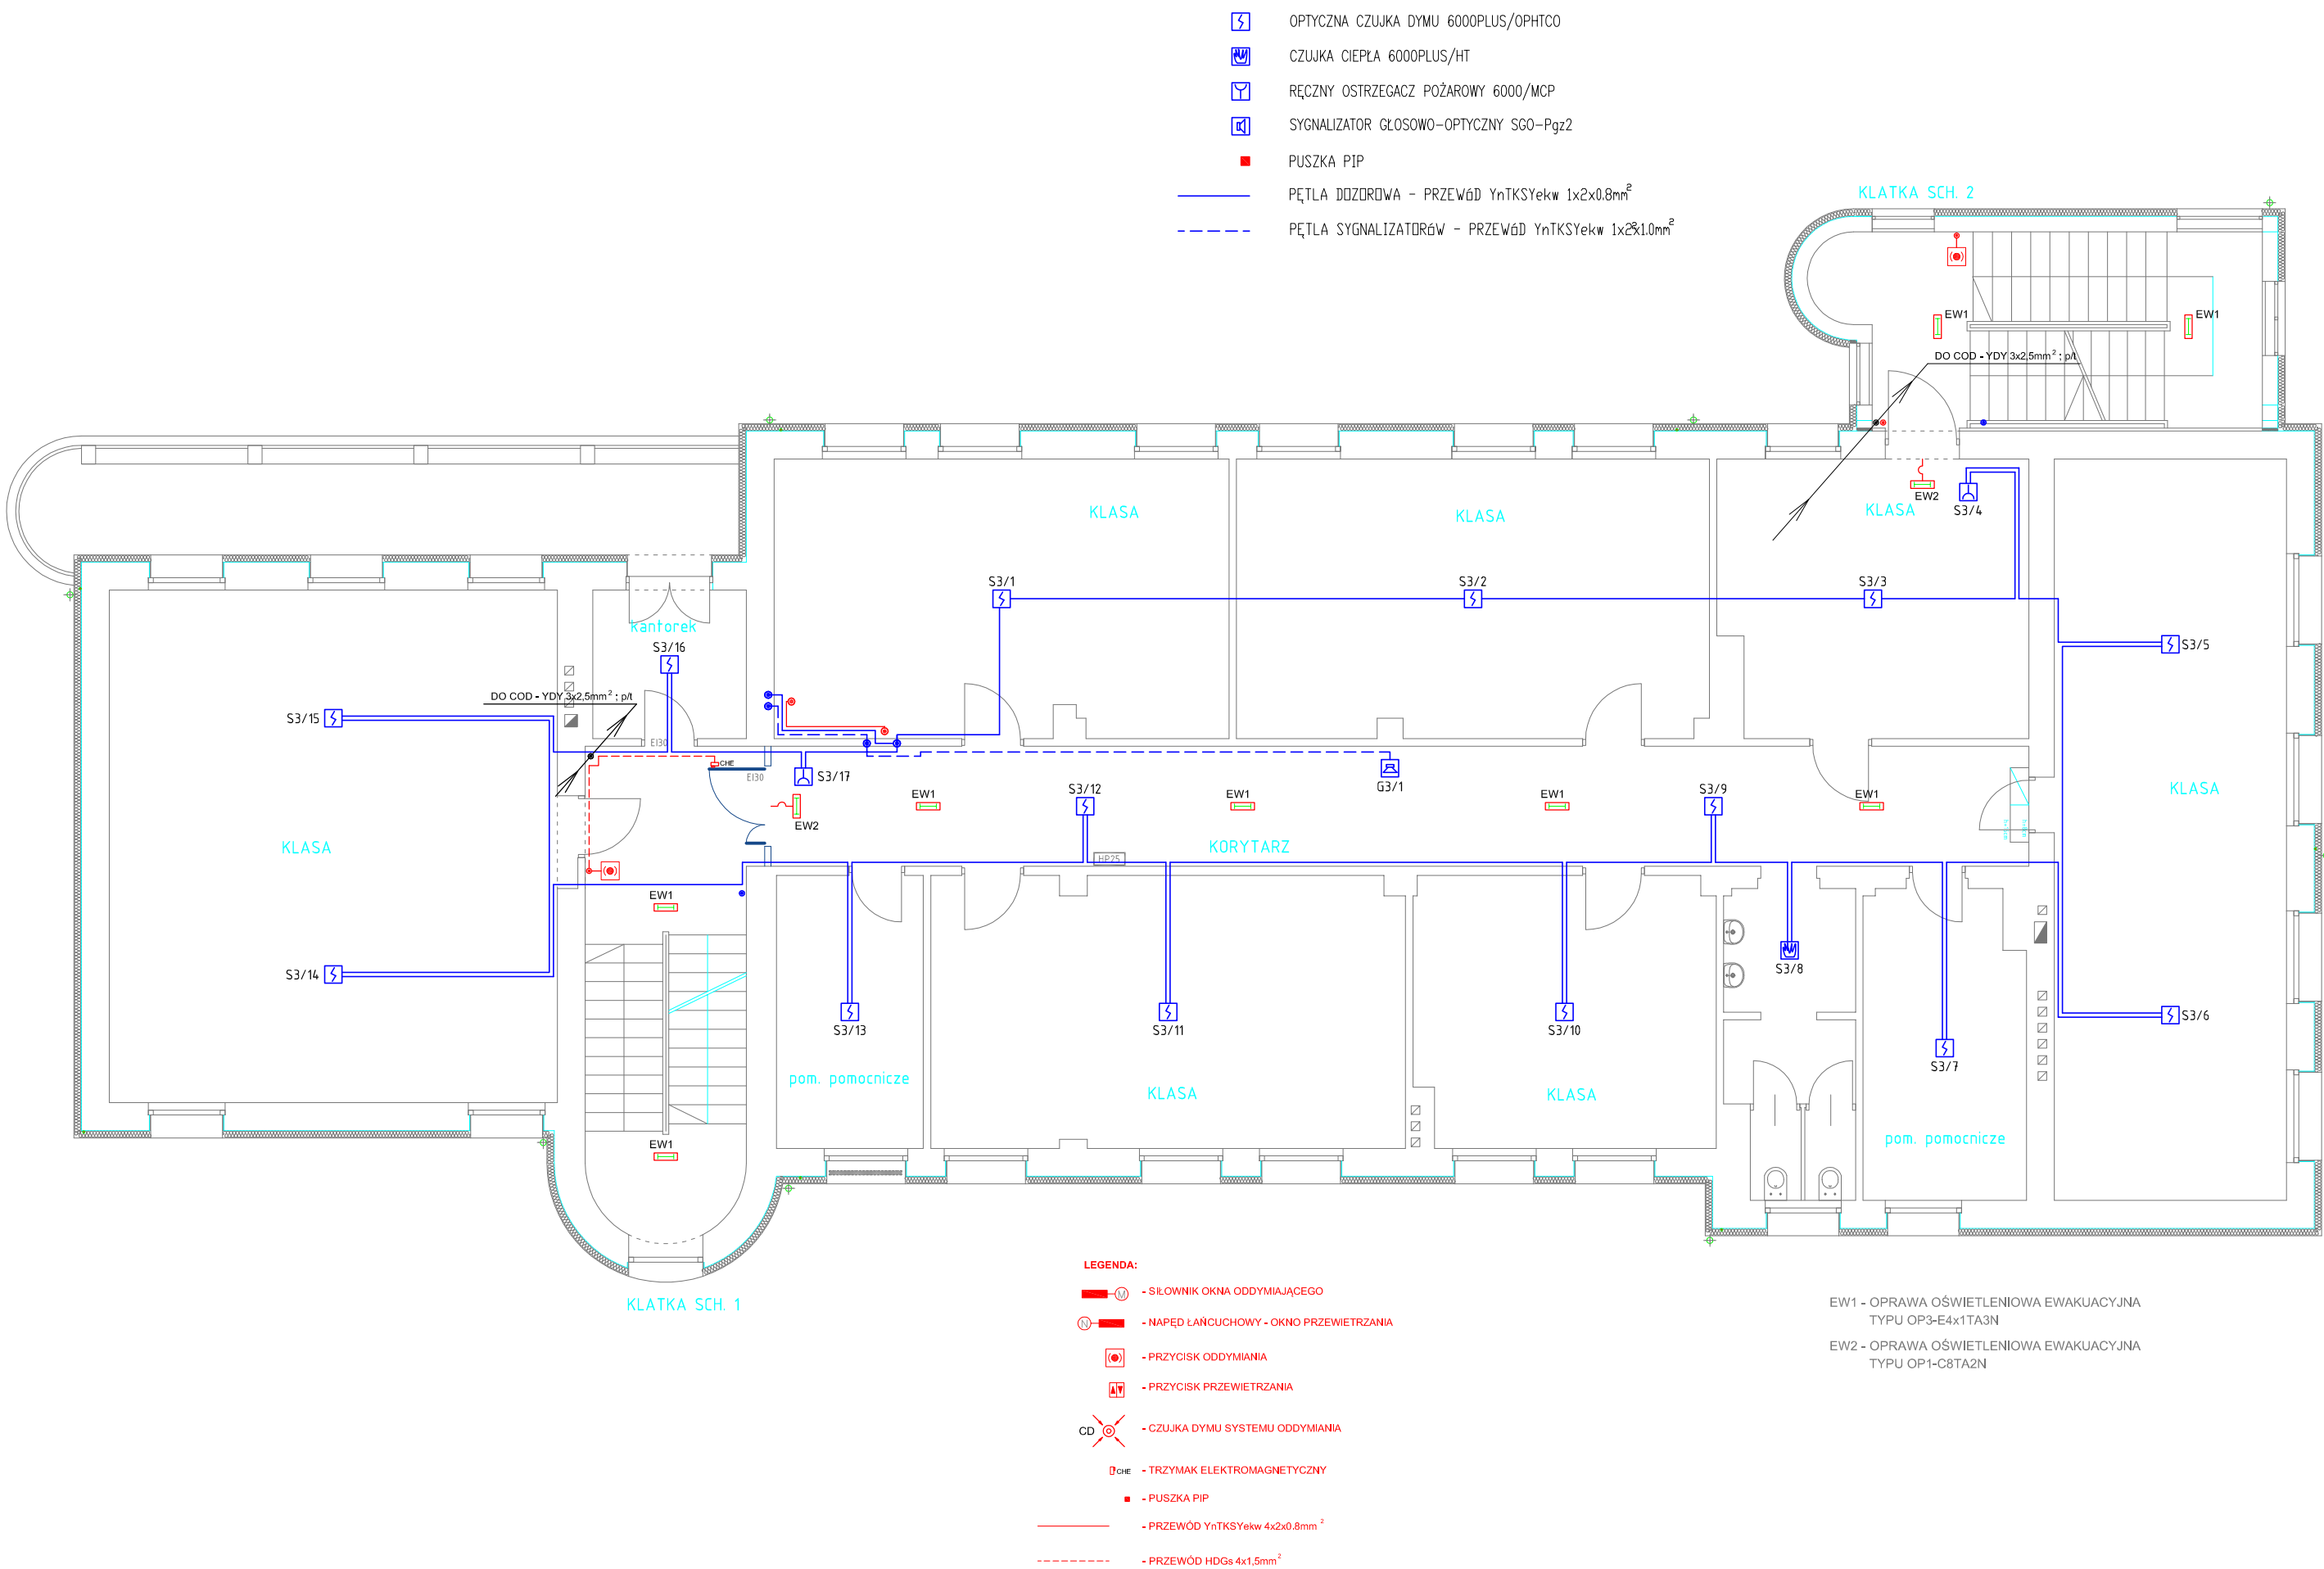 OPTYCZNA CZUJKA DYMU 6000PLUS/OPHTCO
CZUJKA CIEPŁA 6000PLUS/HT
RĘCZNY OSTRZEGACZ POŻAROWY 6000/MCP
SYGNALIZATOR GŁOSOWO-OPTYCZNY SGO-Pgz2
PUSZKA PIP
PĘTLA DOZOROWA - PRZEWóD YnTKSYekw 1x2x0.8mm²
PĘTLA SYGNALIZATORóW - PRZEWóD YnTKSYekw 1x2x1.0mm²
KLATKA SCH. 2
EW1
EW1
DO COD - YDY 3x2,5mm² ; p/t
EW2
KLASA
KLASA
KLASA
S3/4
S3/1
S3/2
S3/3
kantorek
S3/16
S3/5
DO COD - YDY 3x2,5mm² ; p/t
S3/15
EI30
CHE
EI30
S3/17
G3/1
S3/12
S3/9
EW1
EW1
EW1
EW1
KLASA
EW2
KLASA
KORYTARZ
HP25
EW1
S3/14
S3/8
S3/13
S3/11
S3/10
S3/6
S3/7
pom. pomocnicze
KLASA
KLASA
pom. pomocnicze
EW1
KLATKA SCH. 1
LEGENDA:
M - SIŁOWNIK OKNA ODDYMIAJĄCEGO
N - NAPĘD ŁAŃCUCHOWY - OKNO PRZEWIETRZANIA
- PRZYCISK ODDYMIANIA
- PRZYCISK PRZEWIETRZANIA
CD - CZUJKA DYMU SYSTEMU ODDYMIANIA
CHE - TRZYMAK ELEKTROMAGNETYCZNY
- PUSZKA PIP
- PRZEWÓD YnTKSYekw 4x2x0.8mm²
- PRZEWÓD HDGs 4x1,5mm²
EW1 - OPRAWA OŚWIETLENIOWA EWAKUACYJNA
TYPU OP3-E4x1TA3N
EW2 - OPRAWA OŚWIETLENIOWA EWAKUACYJNA
TYPU OP1-C8TA2N